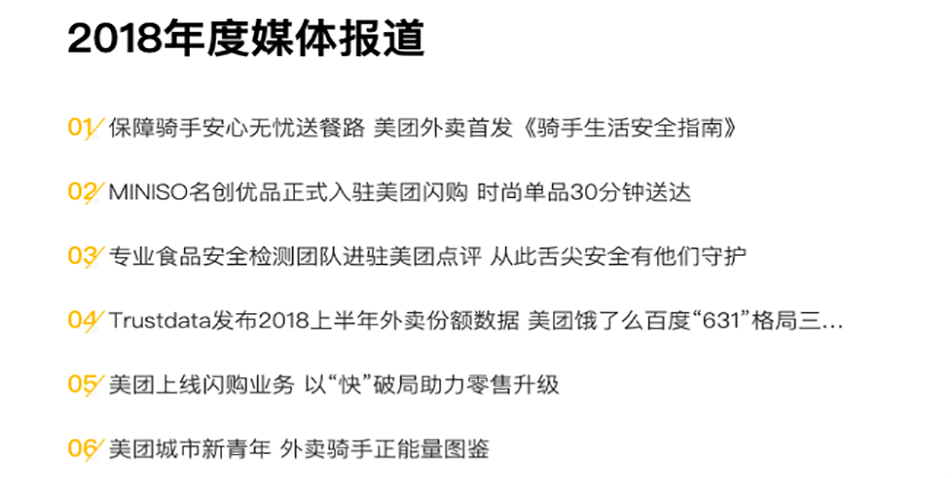 2018年度媒体报道
01/ 保障骑手安心无忧送餐路 美团外卖首发《骑手生活安全指南》
02/ MINISO名创优品正式入驻美团闪购 时尚单品30分钟送达
03/ 专业食品安全检测团队进驻美团点评 从此舌尖安全有他们守护
04/ Trustdata发布2018上半年外卖份额数据 美团饿了么百度“631”格局三...
05/ 美团上线闪购业务 以“快”破局助力零售升级
06/ 美团城市新青年 外卖骑手正能量图鉴